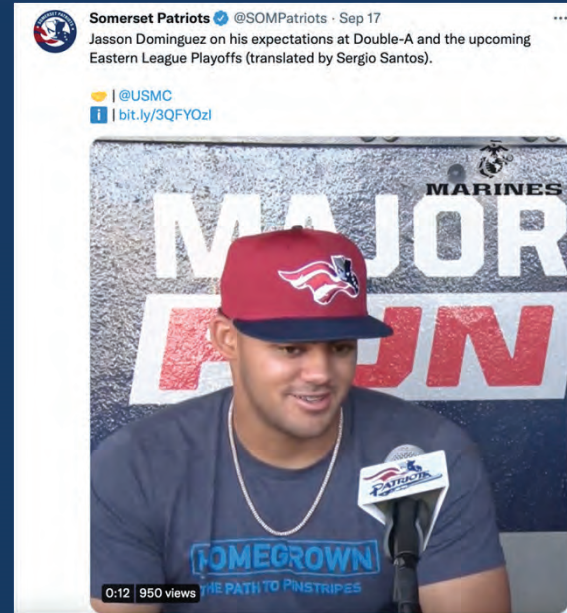 Somerset Patriots @SOMPatriots · Sep 17
Jasson Dominguez on his expectations at Double-A and the upcoming
Eastern League Playoffs (translated by Sergio Santos).
| @USMC
i | bit.ly/3QFYOzl
MARINES
MAJOR
RUN
PATRIOTS
HOMEGROWN
THE PATH TO PINSTRIPES
0:12 950 views